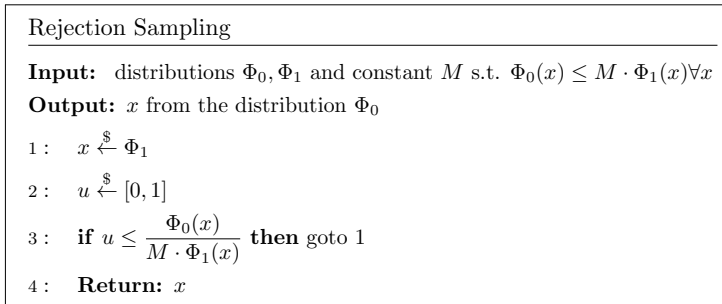 Rejection Sampling
Input: distributions Φ₀, Φ₁ and constant M s.t. Φ₀(x) ≤ M · Φ₁(x)∀x
Output: x from the distribution Φ₀
1 : x ←$ Φ₁
2 : u ←$ [0, 1]
3 : if u ≤ Φ₀(x) / M · Φ₁(x) then goto 1
4 : Return: x